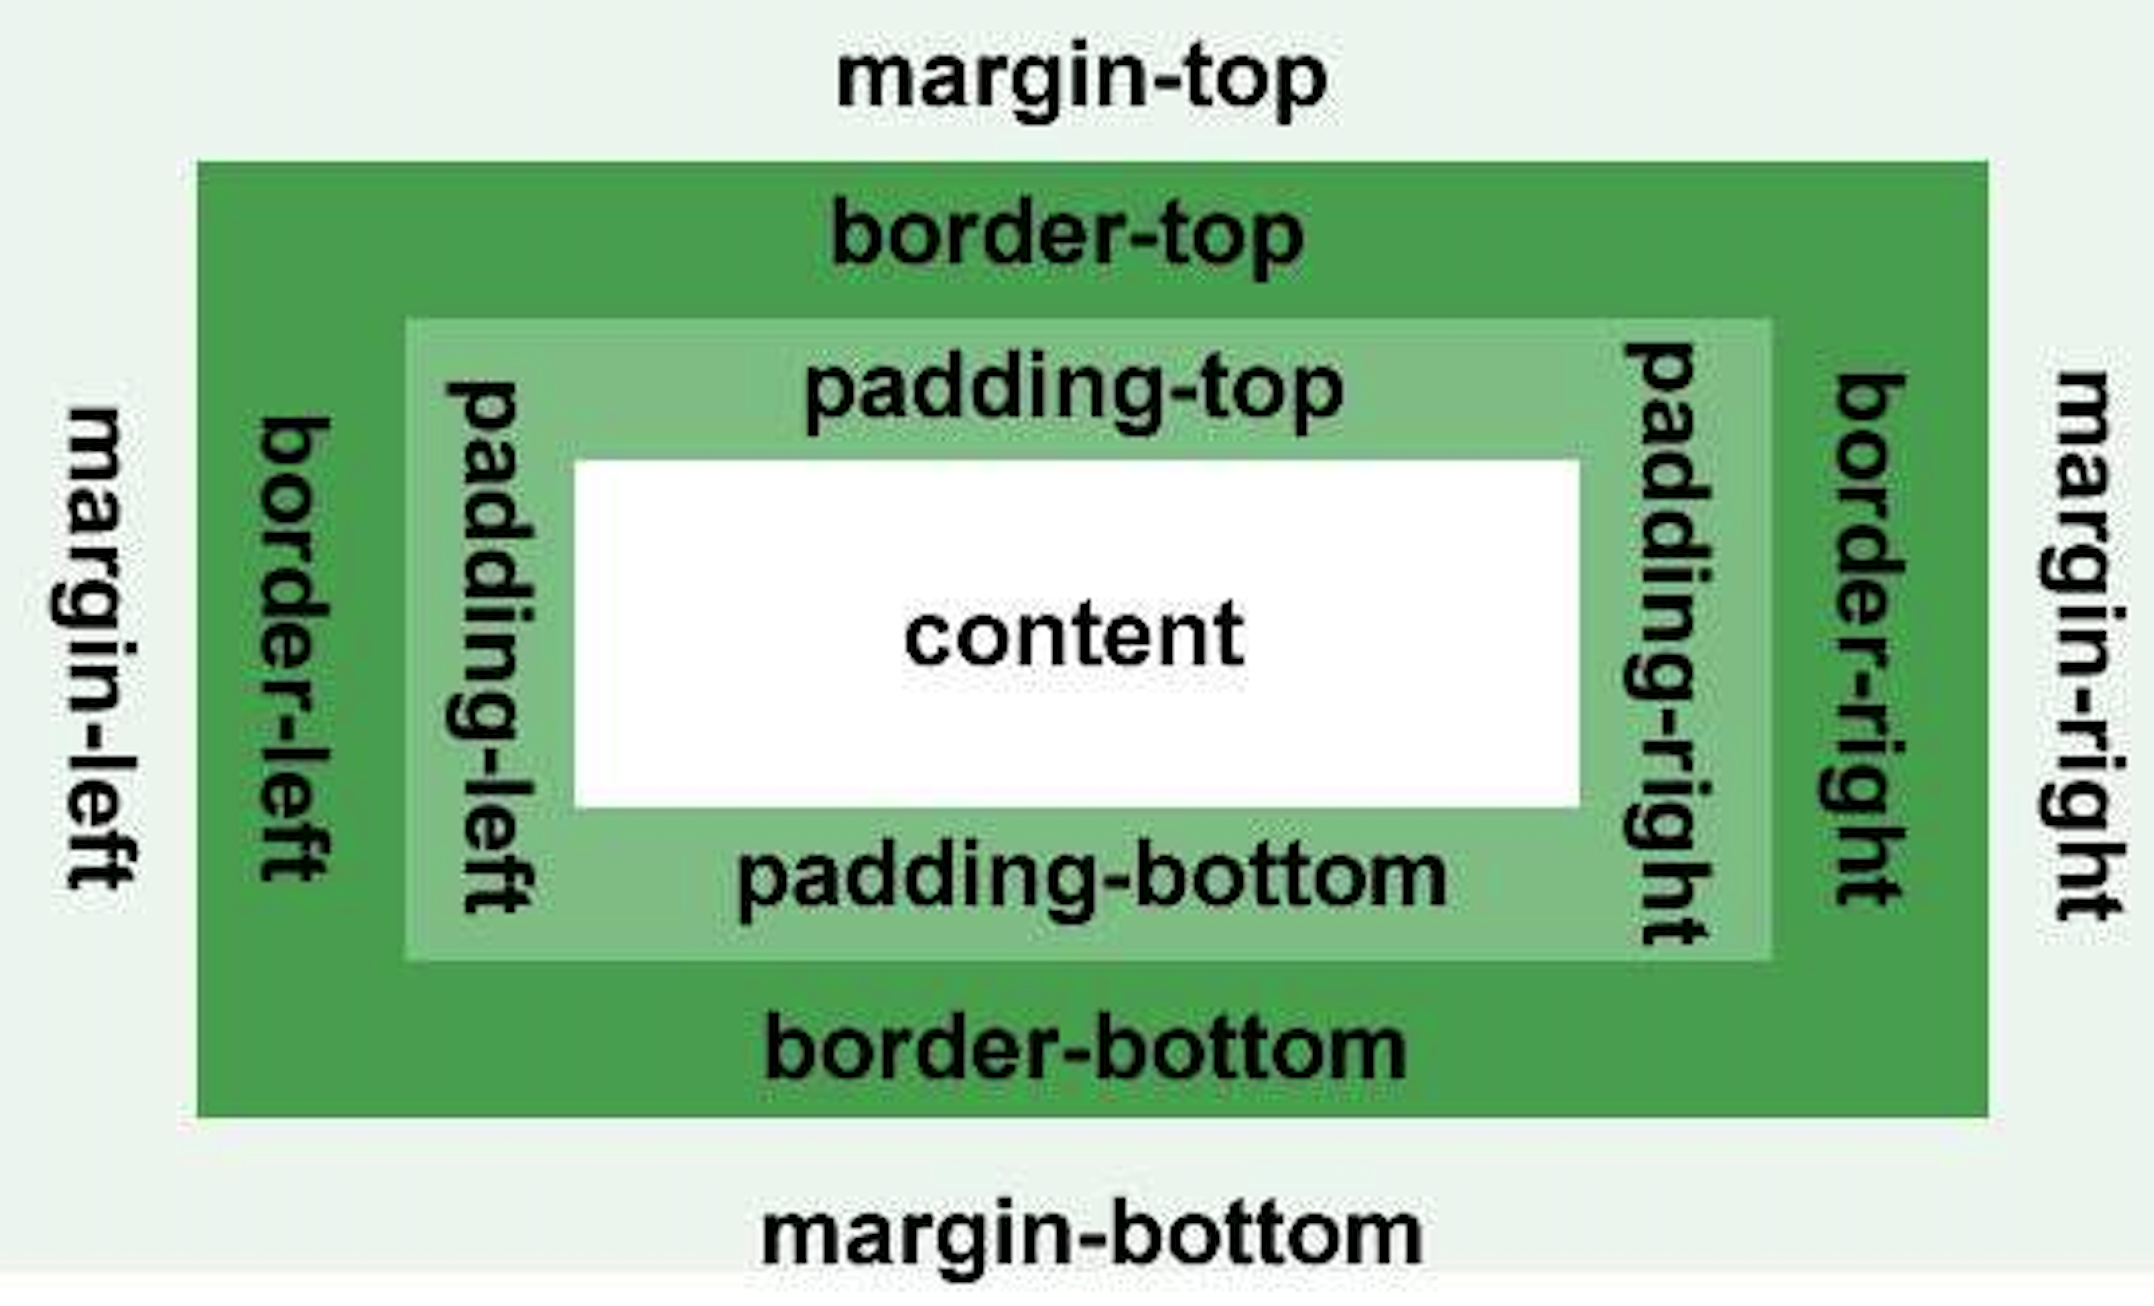 margin-top
border-top
padding-top
margin-left
border-left
padding-left
content
padding-right
border-right
margin-right
padding-bottom
border-bottom
margin-bottom